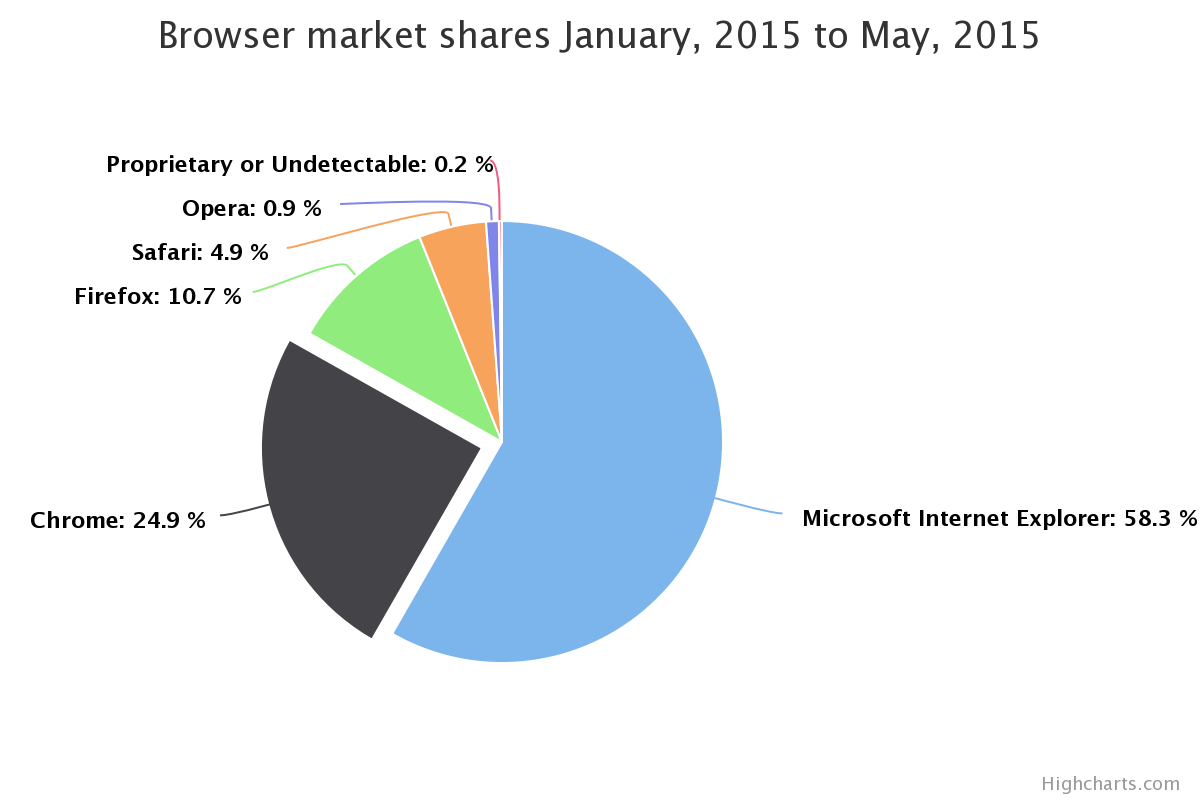 Browser market shares January, 2015 to May, 2015
Proprietary or Undetectable: 0.2 %
Opera: 0.9 %
Safari: 4.9 %
Firefox: 10.7 %
Chrome: 24.9 %
Microsoft Internet Explorer: 58.3 %
Highcharts.com